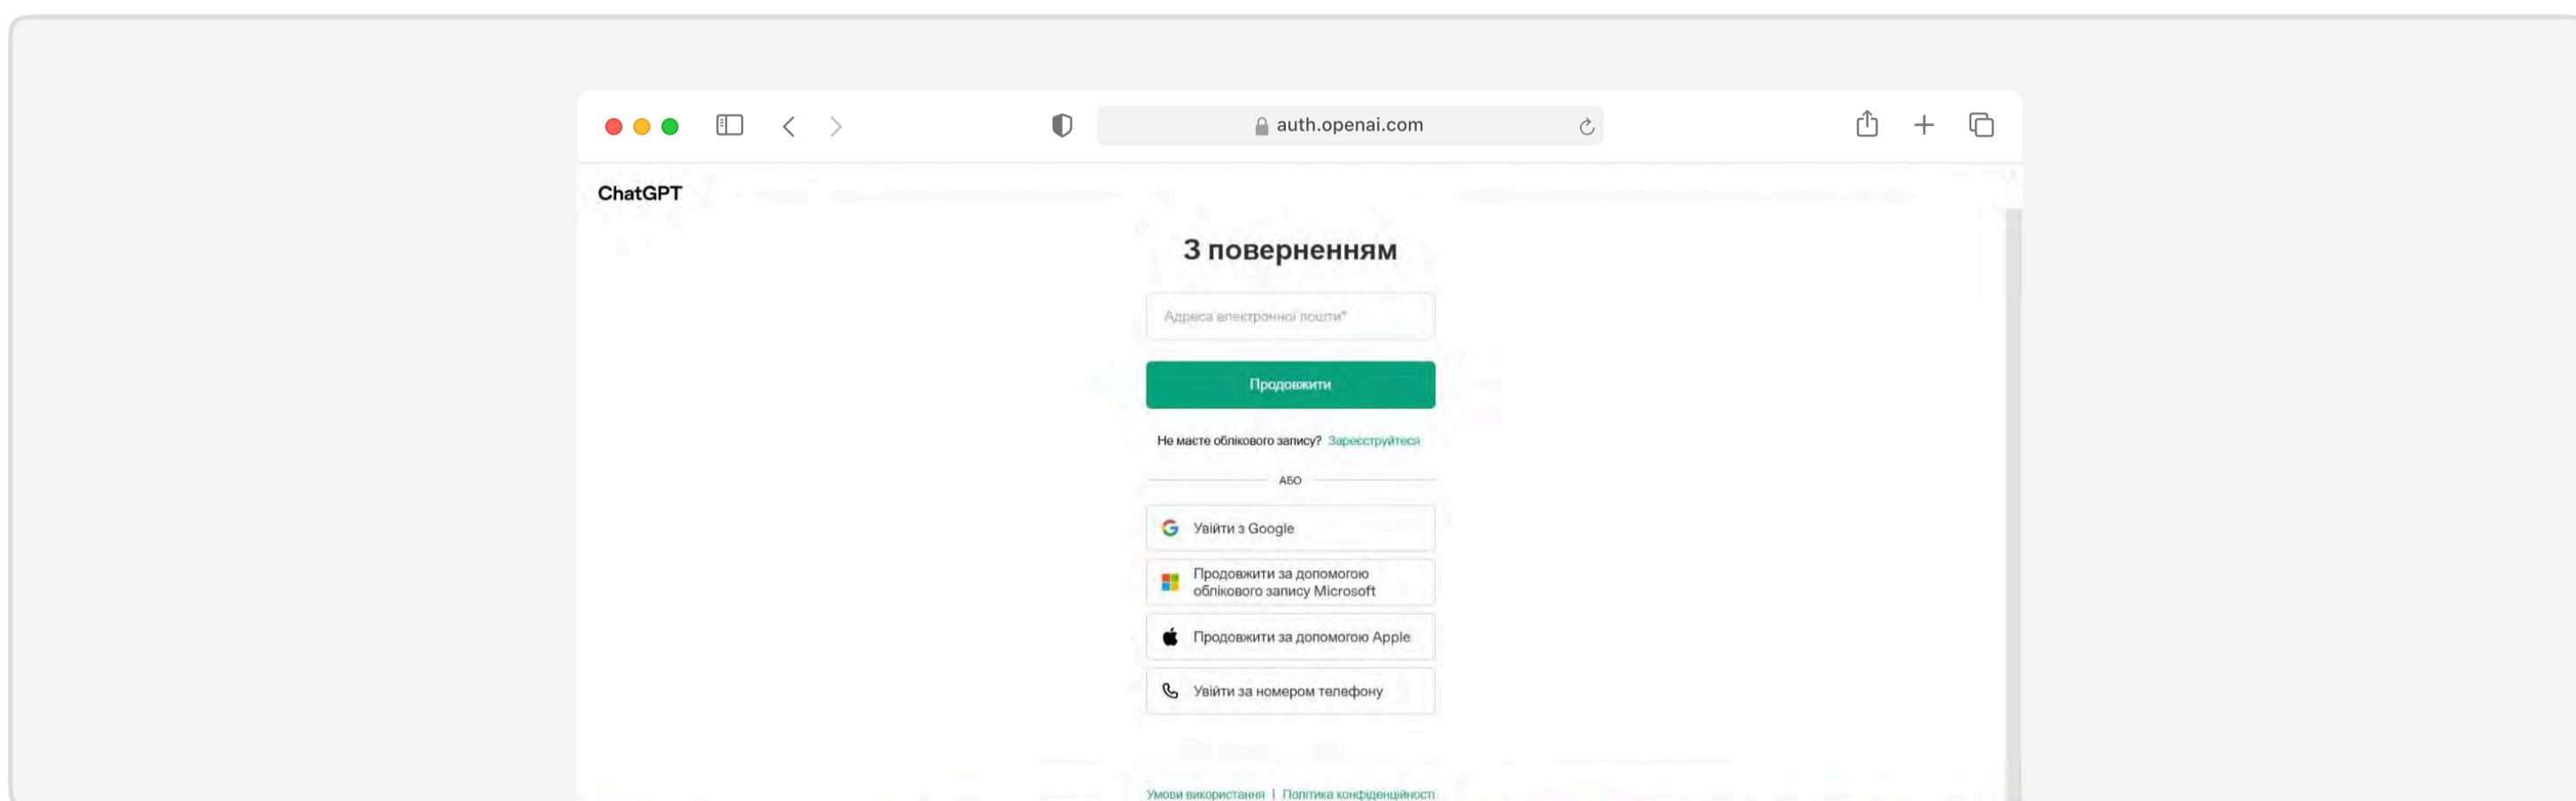 auth.openai.com
ChatGPT
З поверненням
Адреса електронної пошти*
Продовжити
Не маєте облікового запису? Зареєструйтеся
АБО
Увійти з Google
Продовжити за допомогою
облікового запису Microsoft
Продовжити за допомогою Apple
Увійти за номером телефону
Умови використання | Політика конфіденційності